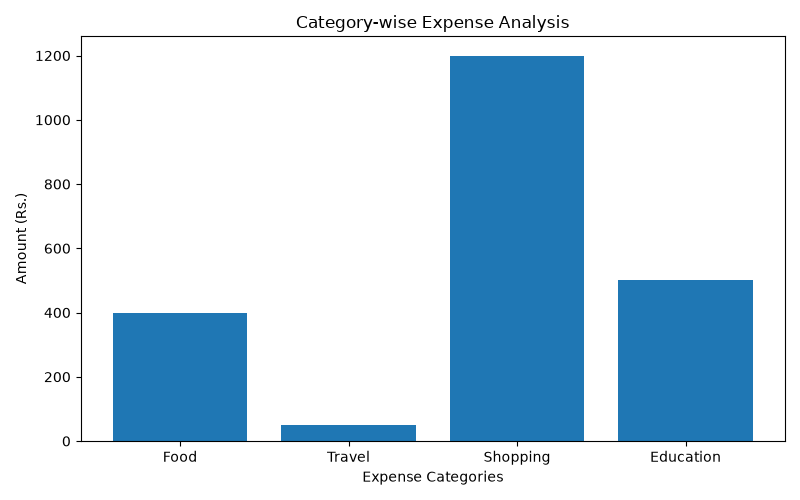 Category-wise Expense Analysis
1200
1000
800
600
400
200
0
Amount (Rs.)
Food
Travel
Shopping
Education
Expense Categories